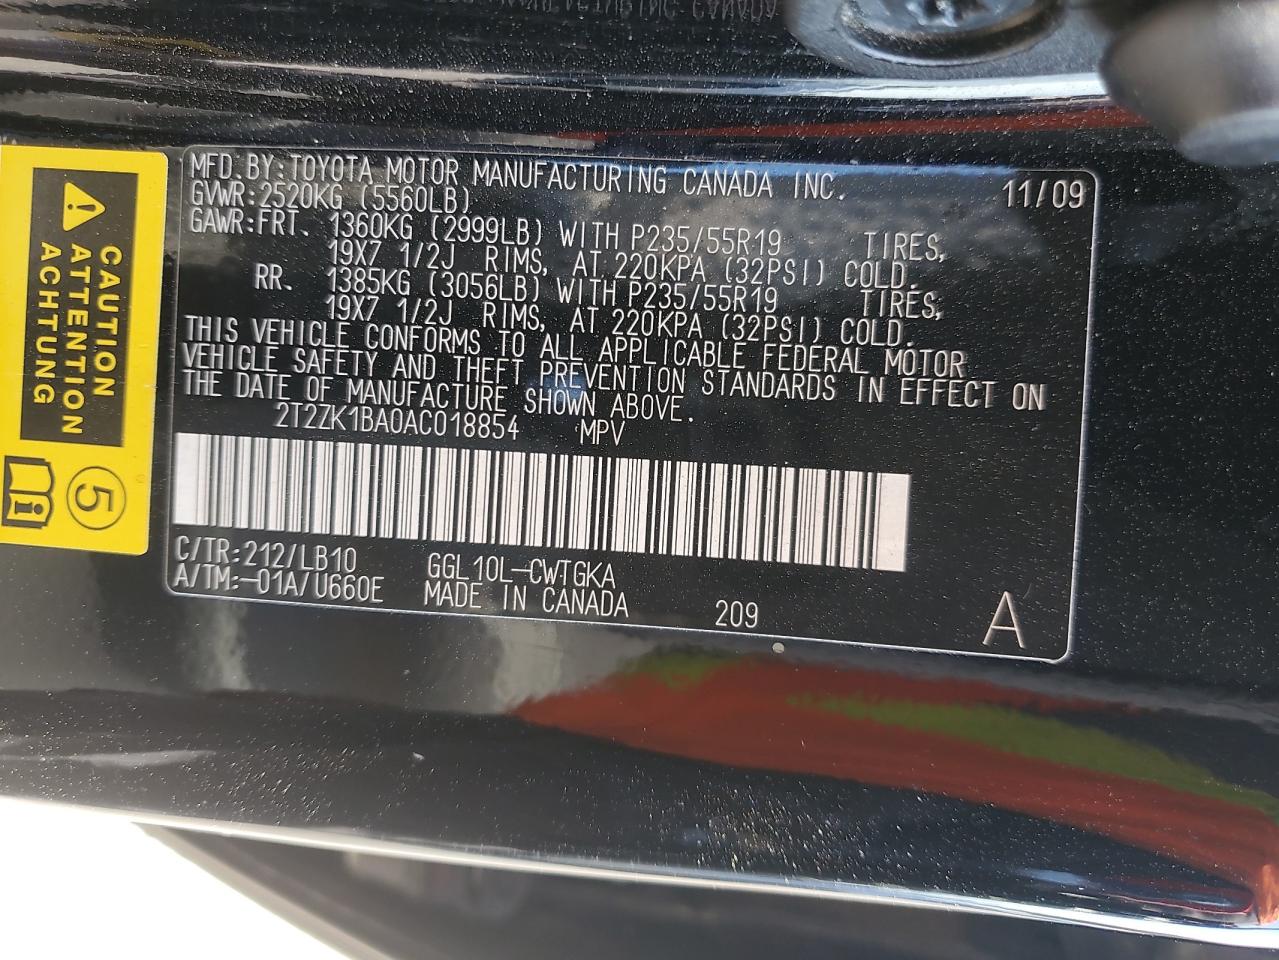 MFD. BY: TOYOTA MOTOR MANUFACTURING CANADA INC. 11/09
GVWR: 2520KG (5560LB)
GAWR: FRT. 1360KG (2999LB) WITH P235/55R19 TIRES,
19X7 1/2J RIMS, AT 220KPA (32PSI) COLD.
RR. 1385KG (3056LB) WITH P235/55R19 TIRES,
19X7 1/2J RIMS, AT 220KPA (32PSI) COLD.
THIS VEHICLE CONFORMS TO ALL APPLICABLE FEDERAL MOTOR
VEHICLE SAFETY AND THEFT PREVENTION STANDARDS IN EFFECT ON
THE DATE OF MANUFACTURE SHOWN ABOVE.
2T2ZK1BA0AC018854 MPV
C/TR: 212/LB10 GGL10L-CWTGKA
A/TM: -01A/U660E MADE IN CANADA 209 A
CAUTION
ATTENTION
ACHTUNG
5